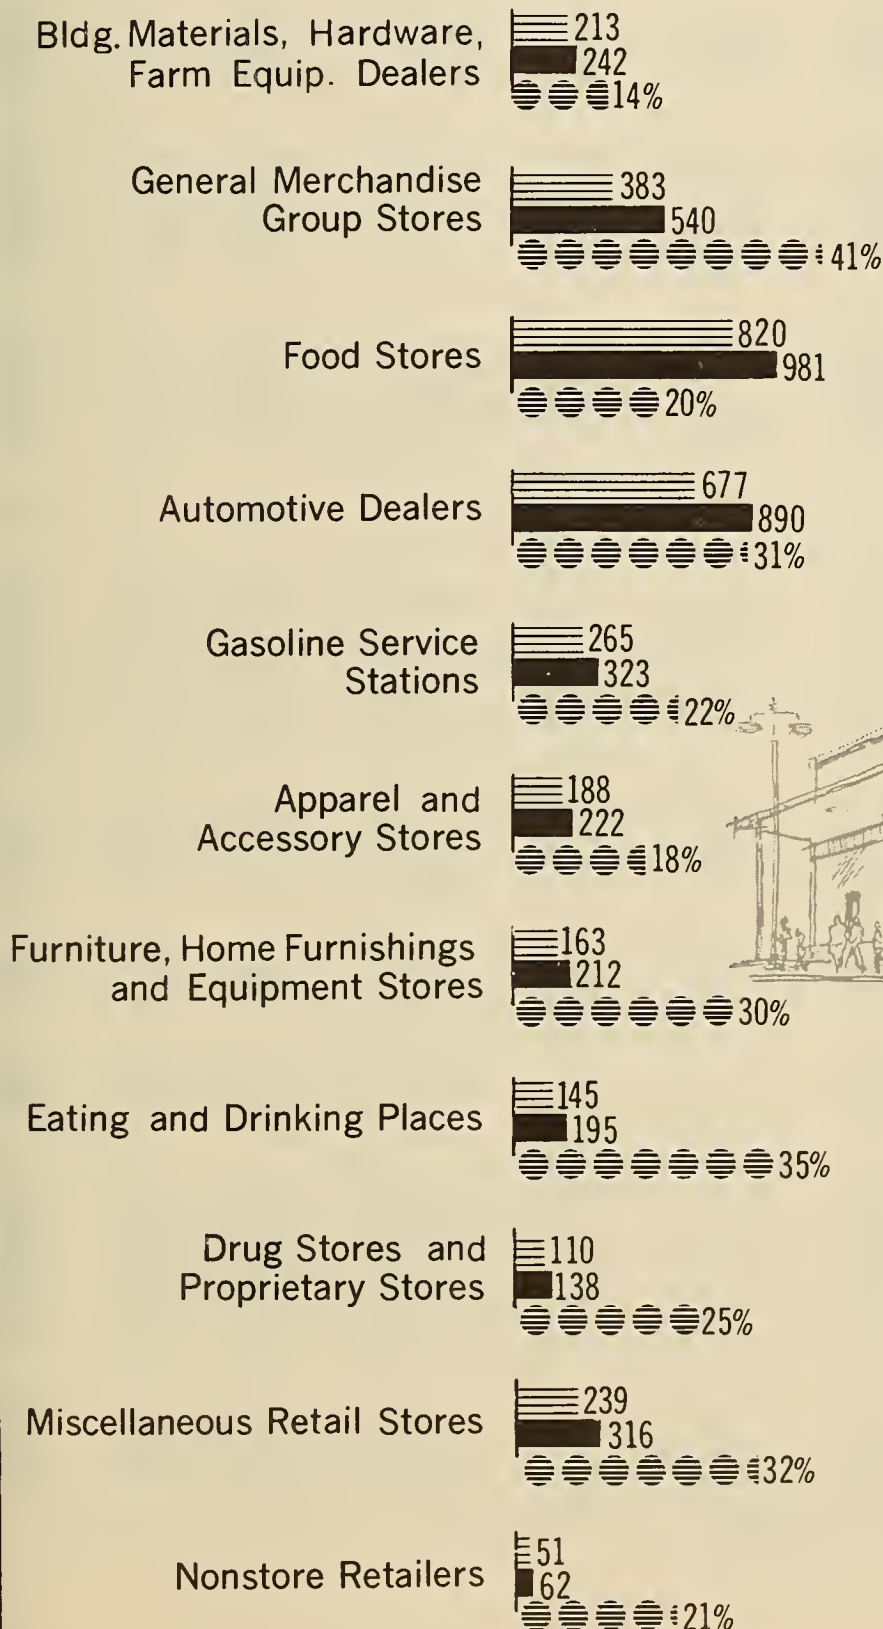 Bldg. Materials, Hardware,
Farm Equip. Dealers
213
242
14%
General Merchandise
Group Stores
383
540
41%
Food Stores
820
981
20%
Automotive Dealers
677
890
31%
Gasoline Service
Stations
265
323
22%
Apparel and
Accessory Stores
188
222
18%
Furniture, Home Furnishings
and Equipment Stores
163
212
30%
Eating and Drinking Places
145
195
35%
Drug Stores and
Proprietary Stores
110
138
25%
Miscellaneous Retail Stores
239
316
32%
Nonstore Retailers
51
62
21%